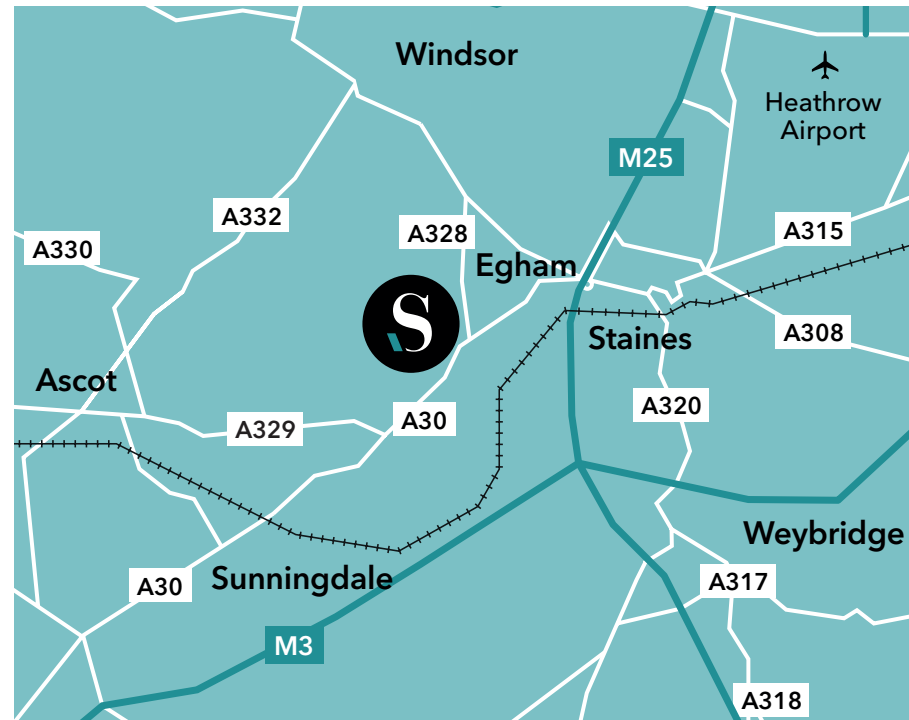 Windsor
Heathrow
Airport
M25
A332
A328
A315
A330
Egham
S
Staines
A308
Ascot
A320
A30
A329
Weybridge
A30
Sunningdale
A317
M3
A318